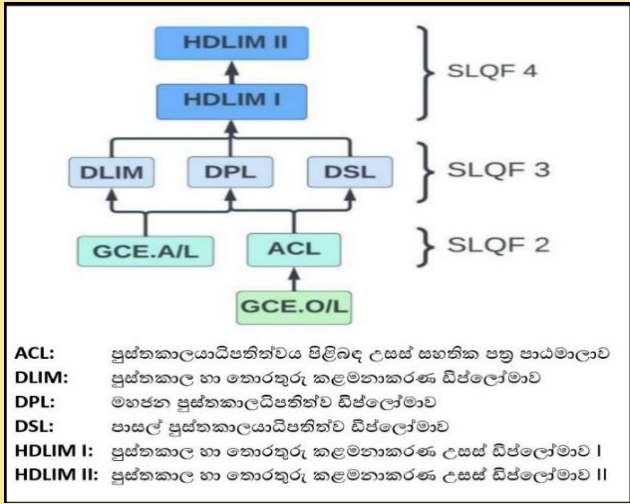 HDLIM II
SLQF 4
HDLIM I
DLIM DPL DSL SLQF 3
GCE.A/L ACL SLQF 2
GCE.O/L
ACL: පුස්තකාලයාධිපතිත්වය පිළිබඳ උසස් සහතික පත්‍ර පාඨමාලාව
DLIM: පුස්තකාල හා තොරතුරු කළමනාකරණ ඩිප්ලෝමාව
DPL: මහජන පුස්තකාලධිපතිත්ව ඩිප්ලෝමාව
DSL: පාසල් පුස්තකාලයාධිපතිත්ව ඩිප්ලෝමාව
HDLIM I: පුස්තකාල හා තොරතුරු කළමනාකරණ උසස් ඩිප්ලෝමාව I
HDLIM II: පුස්තකාල හා තොරතුරු කළමනාකරණ උසස් ඩිප්ලෝමාව II